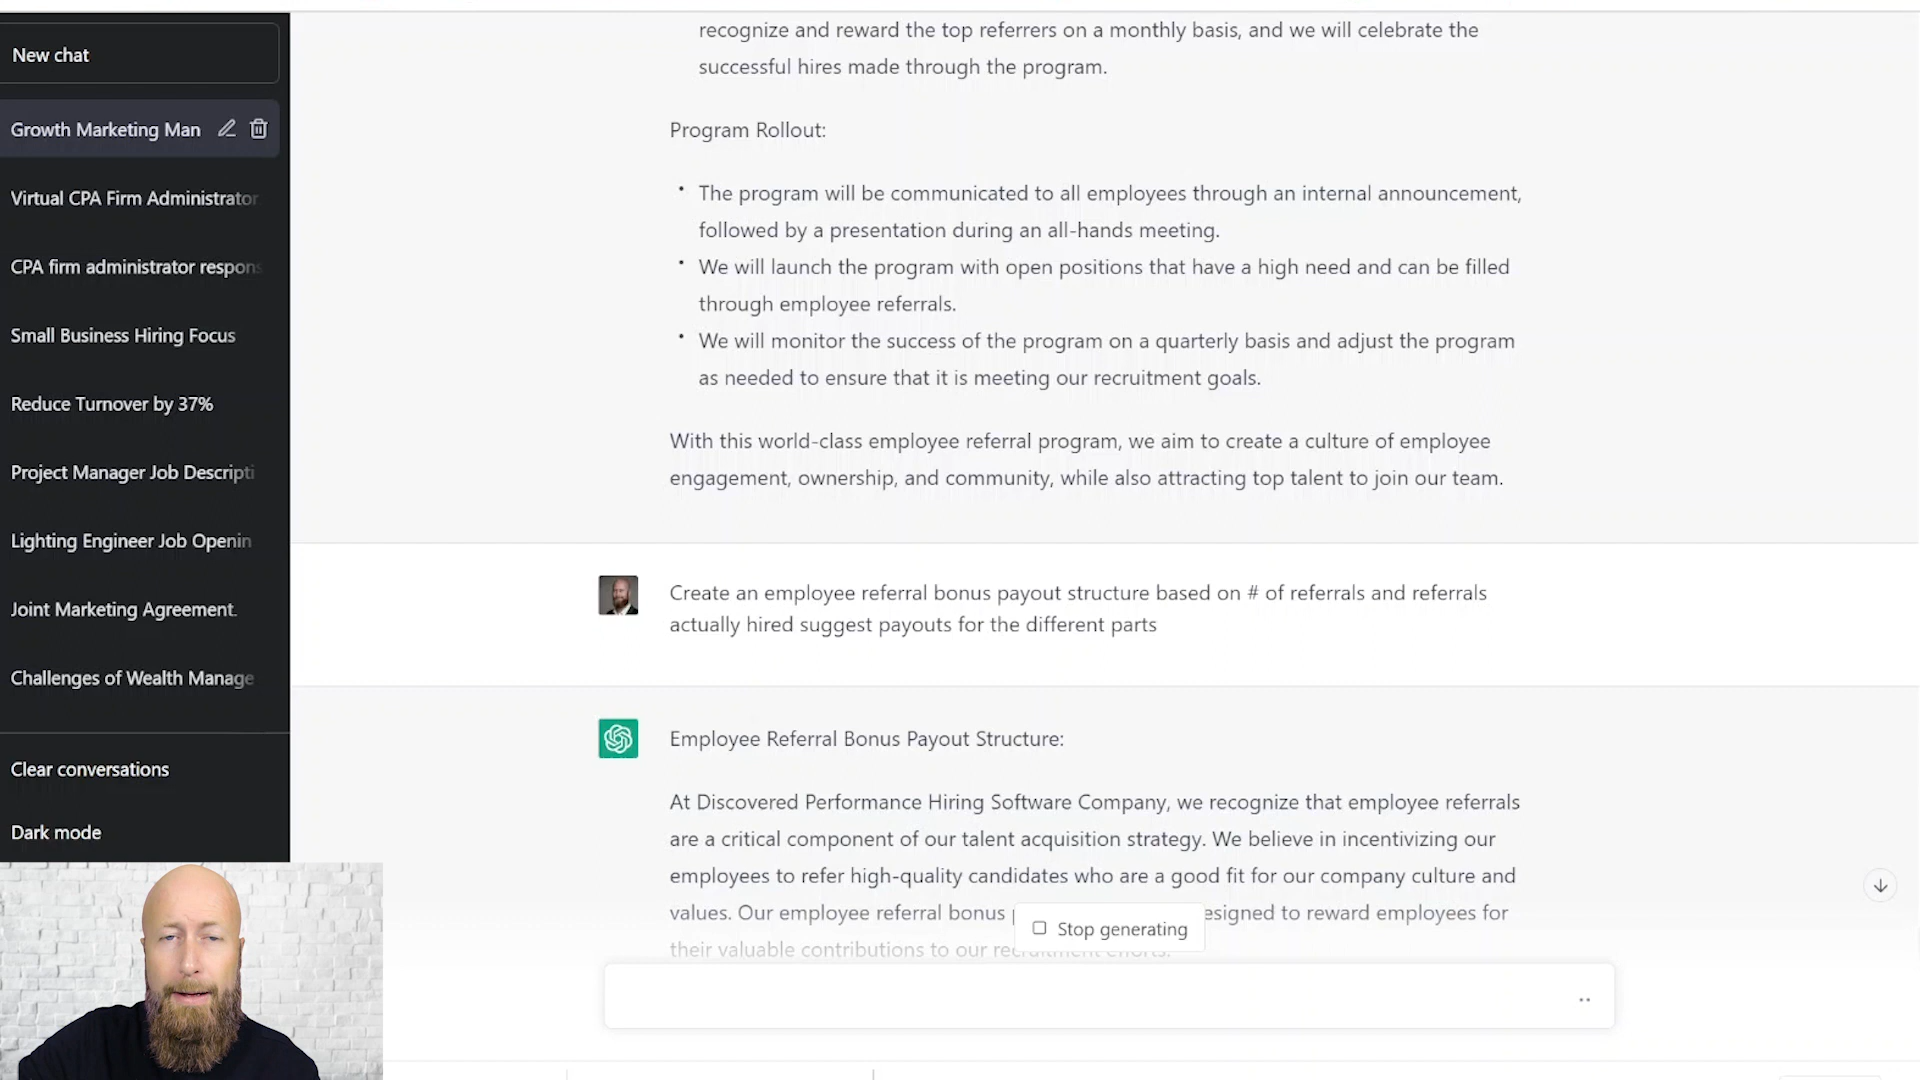 New chat
Growth Marketing Man
Virtual CPA Firm Administrator
CPA firm administrator respons
Small Business Hiring Focus
Reduce Turnover by 37%
Project Manager Job Descripti
Lighting Engineer Job Openin
Joint Marketing Agreement.
Challenges of Wealth Manage
Clear conversations
Dark mode
recognize and reward the top referrers on a monthly basis, and we will celebrate the
successful hires made through the program.
Program Rollout:
• The program will be communicated to all employees through an internal announcement,
followed by a presentation during an all-hands meeting.
• We will launch the program with open positions that have a high need and can be filled
through employee referrals.
• We will monitor the success of the program on a quarterly basis and adjust the program
as needed to ensure that it is meeting our recruitment goals.
With this world-class employee referral program, we aim to create a culture of employee
engagement, ownership, and community, while also attracting top talent to join our team.
Create an employee referral bonus payout structure based on # of referrals and referrals
actually hired suggest payouts for the different parts
Employee Referral Bonus Payout Structure:
At Discovered Performance Hiring Software Company, we recognize that employee referrals
are a critical component of our talent acquisition strategy. We believe in incentivizing our
employees to refer high-quality candidates who are a good fit for our company culture and
values. Our employee referral bonus esigned to reward employees for
their valuable contributions to our recruitment efforts.
Stop generating